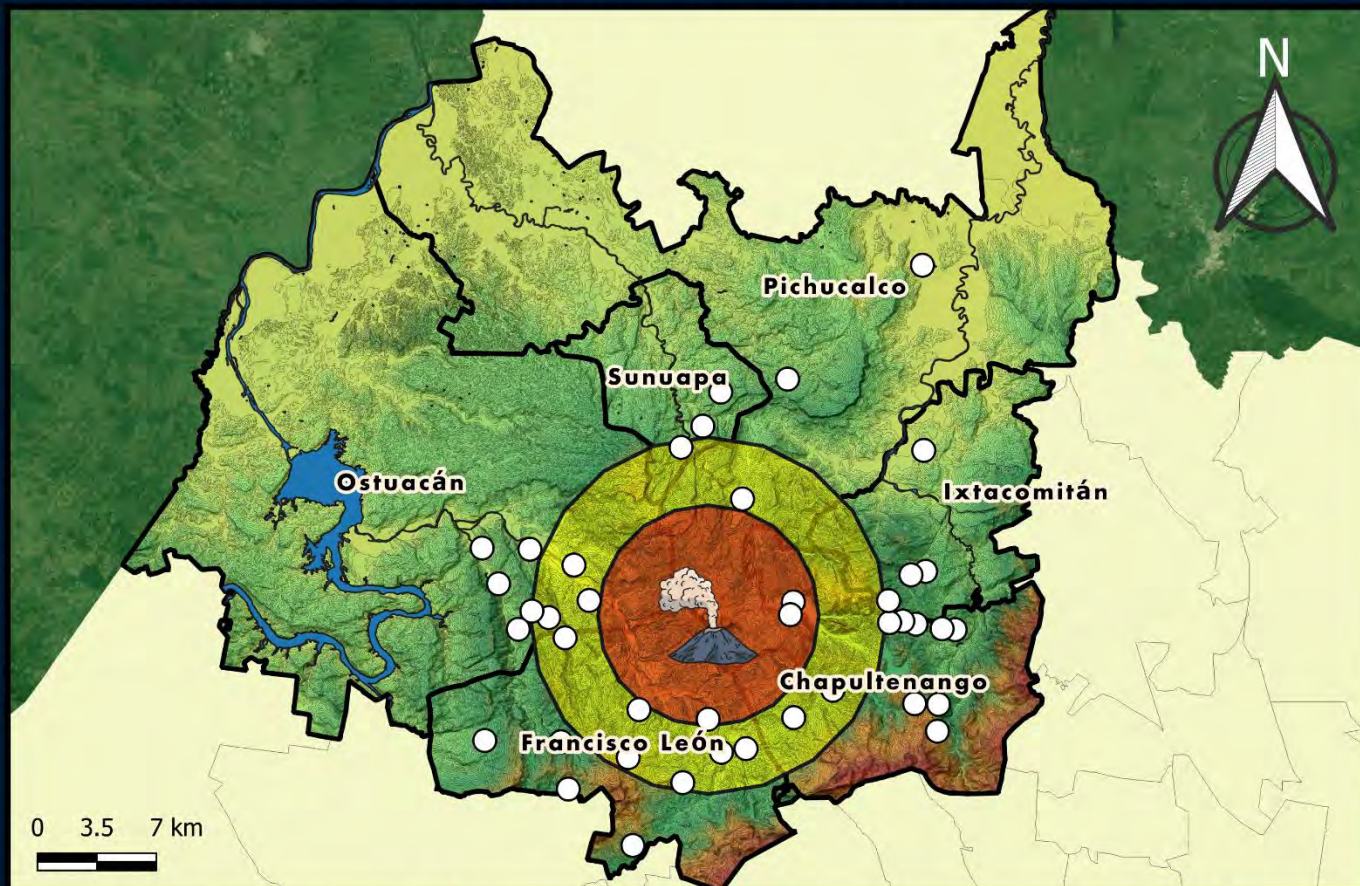 N
Pichucalco
Sunuapa
Ostuacán
Ixtacomitán
Chapultenango
Francisco León
0 3.5 7 km